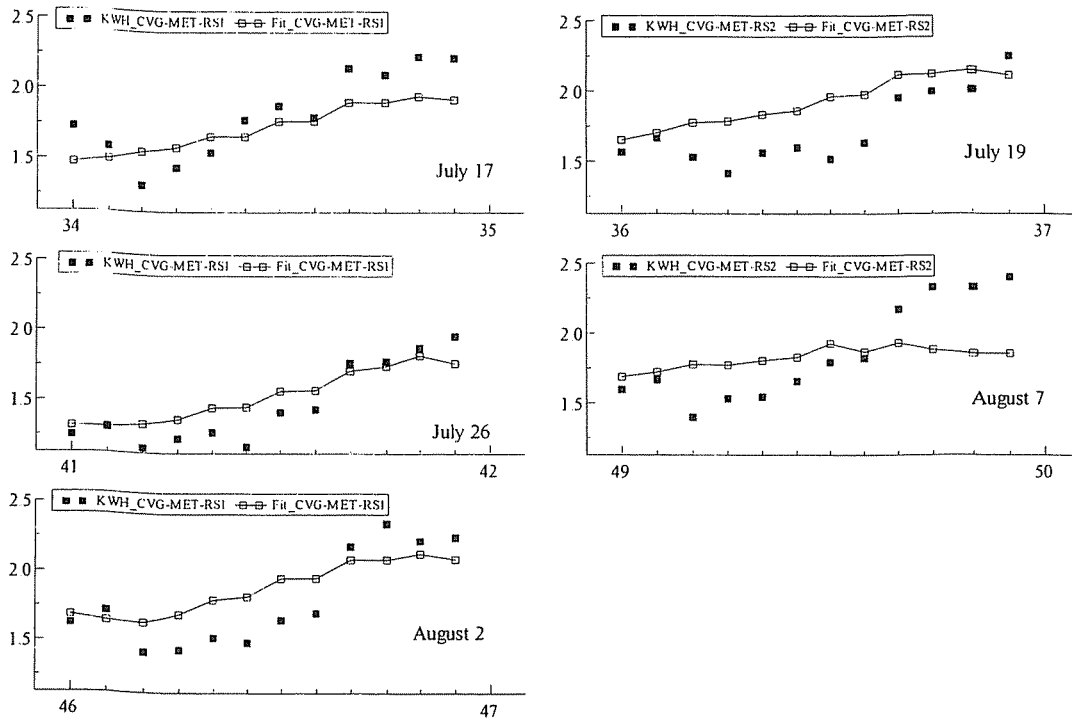 2.5
KWH_CVG-MET-RS1 Fit_CVG-MET-RS1
2 0
1.5
July 17
34 35
2.5
KWH_CVG-MET-RS2 Fit_CVG-MET-RS2
2.0
1.5
July 19
36 37
2.5
KWH_CVG-MET-RS1 Fit_CVG-MET-RS1
2 0
1.5
July 26
41 42
2.5
KWH_CVG-MET-RS2 Fit_CVG-MET-RS2
2 0
1.5
August 7
49 50
2.5
KWH_CVG-MET-RS1 Fit_CVG-MET-RS1
2.0
1.5
August 2
46 47